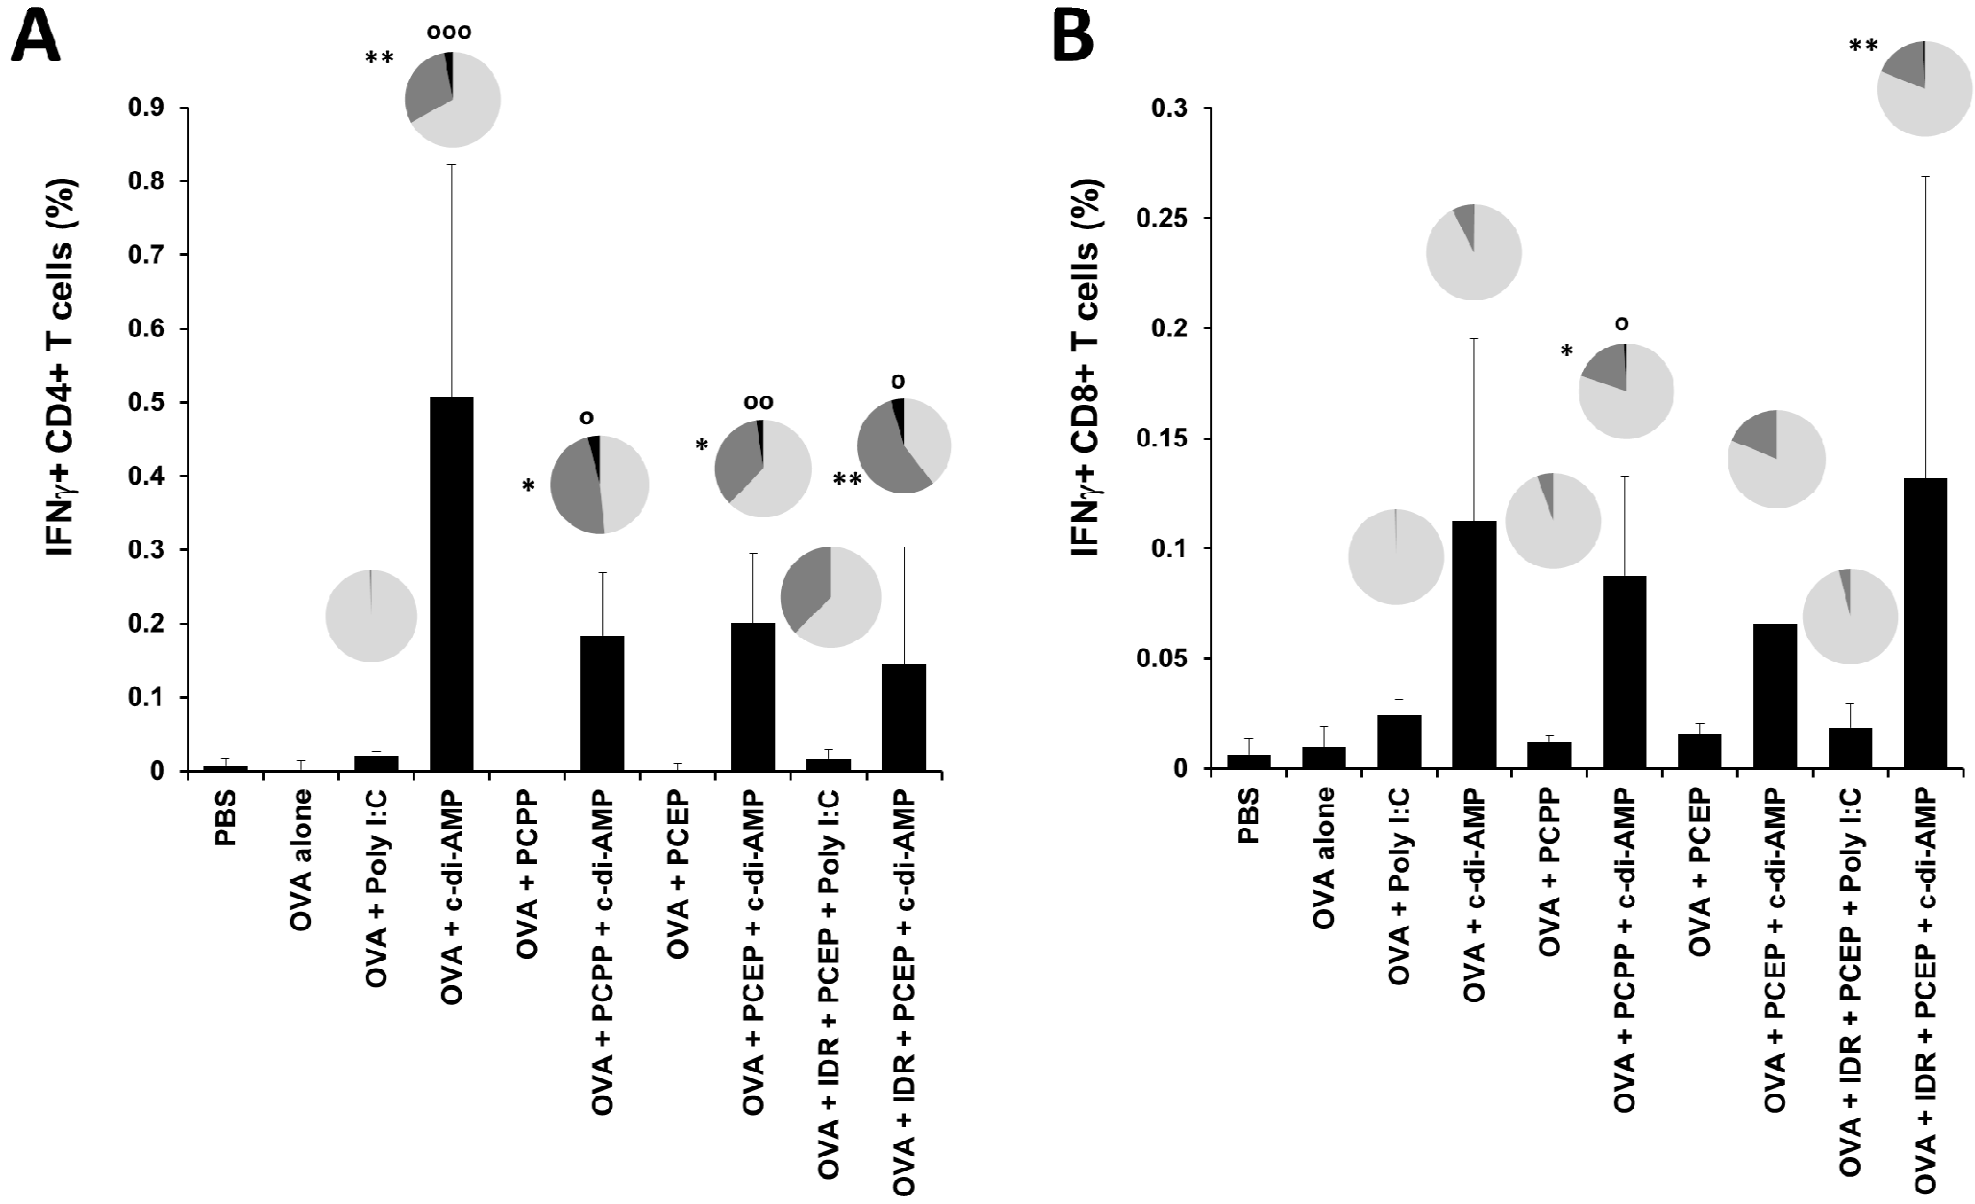 A
ooo
**
0.9
0.8
0.7
0.6
0.5
0.4
0.3
0.2
0.1
0
IFNγ+ CD4+ T cells (%)
o
*
oo
*
o
**
PBS
OVA alone
OVA + Poly I:C
OVA + c-di-AMP
OVA + PCPP
OVA + PCPP + c-di-AMP
OVA + PCEP
OVA + PCEP + c-di-AMP
OVA + IDR + PCEP + Poly I:C
OVA + IDR + PCEP + c-di-AMP
B
**
0.3
0.25
0.2
0.15
0.1
0.05
0
IFNγ+ CD8+ T cells (%)
o
*
PBS
OVA alone
OVA + Poly I:C
OVA + c-di-AMP
OVA + PCPP
OVA + PCPP + c-di-AMP
OVA + PCEP
OVA + PCEP + c-di-AMP
OVA + IDR + PCEP + Poly I:C
OVA + IDR + PCEP + c-di-AMP